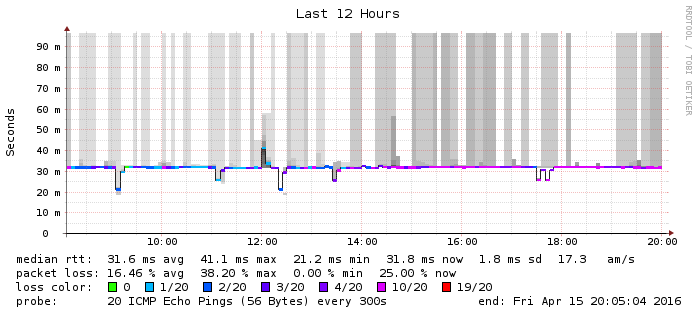 Last 12 Hours
RRDTOOL / TOBI OETIKER
Seconds
90 m
80 m
70 m
60 m
50 m
40 m
30 m
20 m
10 m
0
10:00 12:00 14:00 16:00 18:00 20:00
median rtt: 31.6 ms avg 41.1 ms max 21.2 ms min 31.8 ms now 1.8 ms sd 17.3 am/s
packet loss: 16.46 % avg 38.20 % max 0.00 % min 25.00 % now
loss color: 0 1/20 2/20 3/20 4/20 10/20 19/20
probe: 20 ICMP Echo Pings (56 Bytes) every 300s end: Fri Apr 15 20:05:04 2016